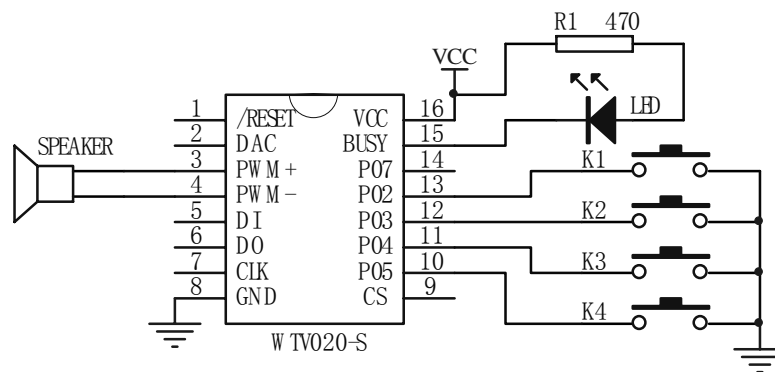 R1 470
VCC
LED
SPEAKER
1 /RESET VCC 16
2 DAC BUSY 15
3 PWM+ P07 14
4 PWM- P02 13
5 DI P03 12
6 DO P04 11
7 CLK P05 10
8 GND CS 9
K1
K2
K3
K4
WTV020-S